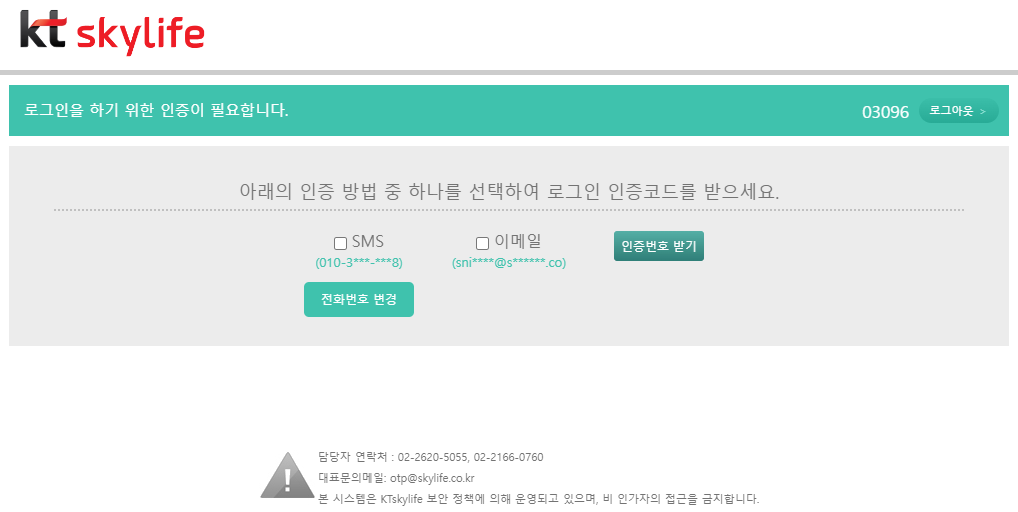 kt skylife
로그인을 하기 위한 인증이 필요합니다.
03096
로그아웃 >
아래의 인증 방법 중 하나를 선택하여 로그인 인증코드를 받으세요.
SMS
(010-3***-***8)
이메일
(sni****@s******.co)
인증번호 받기
전화번호 변경
담당자 연락처 : 02-2620-5055, 02-2166-0760
대표문의메일: otp@skylife.co.kr
본 시스템은 KTskylife 보안 정책에 의해 운영되고 있으며, 비 인가자의 접근을 금지합니다.